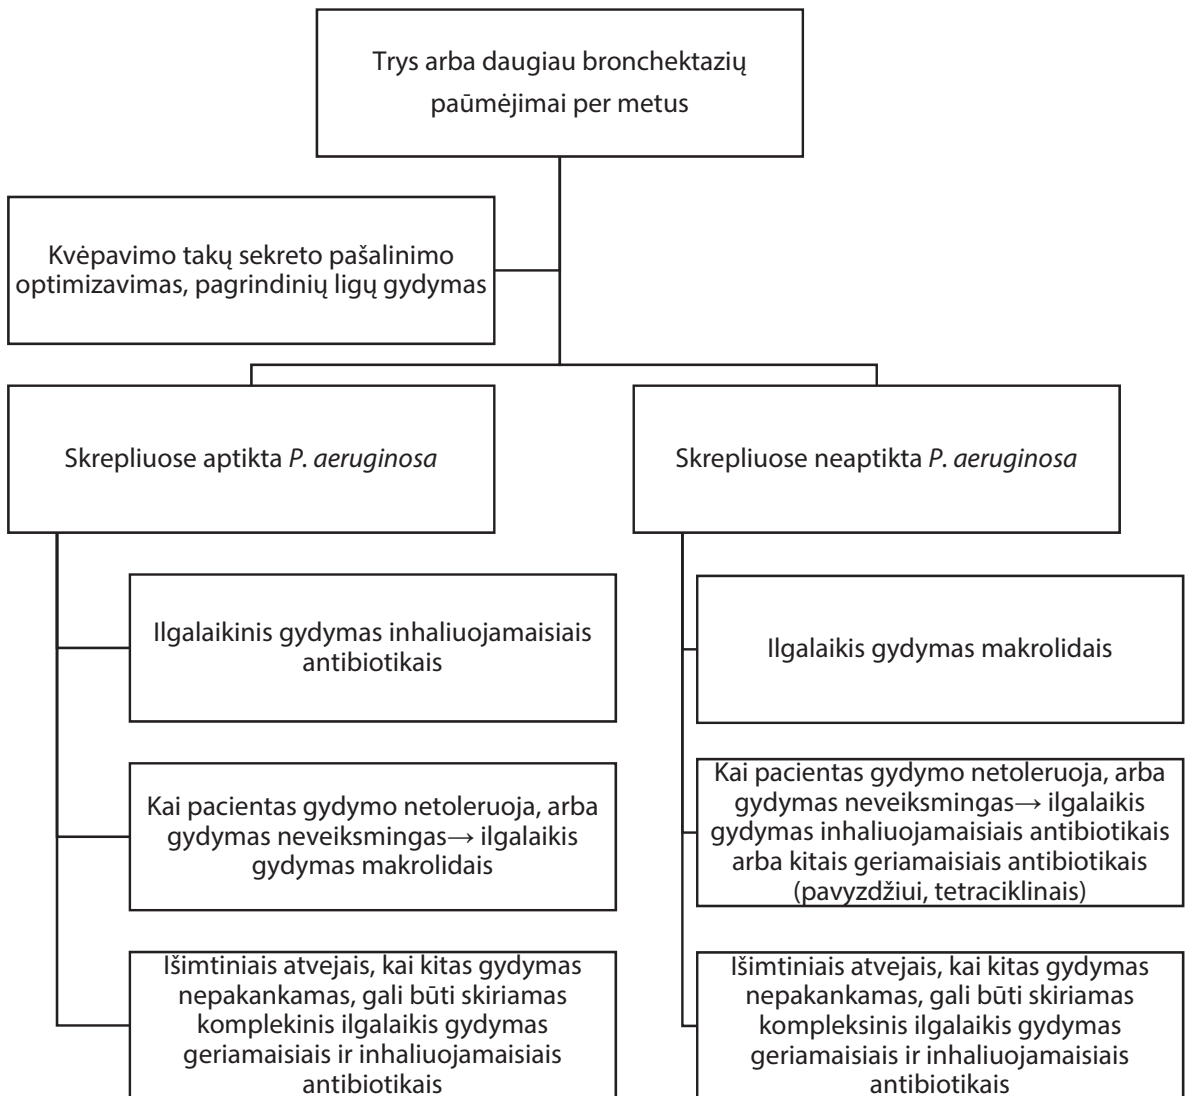 Trys arba daugiau bronchektazių
paūmėjimai per metus
Kvėpavimo takų sekreto pašalinimo
optimizavimas, pagrindinių ligų gydymas
Skrepliuose aptikta P. aeruginosa
Ilgalaikinis gydymas inhaliuojamaisiais
antibiotikais
Kai pacientas gydymo netoleruoja, arba
gydymas neveiksmingas→ ilgalaikis
gydymas makrolidais
Išimtiniais atvejais, kai kitas gydymas
nepakankamas, gali būti skiriamas
komplekinis ilgalaikis gydymas
geriamaisiais ir inhaliuojamaisiais
antibiotikais
Skrepliuose neaptikta P. aeruginosa
Ilgalaikis gydymas makrolidais
Kai pacientas gydymo netoleruoja, arba
gydymas neveiksmingas→ ilgalaikis
gydymas inhaliuojamaisiais antibiotikais
arba kitais geriamaisiais antibiotikais
(pavyzdžiui, tetraciklinais)
Išimtiniais atvejais, kai kitas gydymas
nepakankamas, gali būti skiriamas
kompleksinis ilgalaikis gydymas
geriamaisiais ir inhaliuojamaisiais
antibiotikais